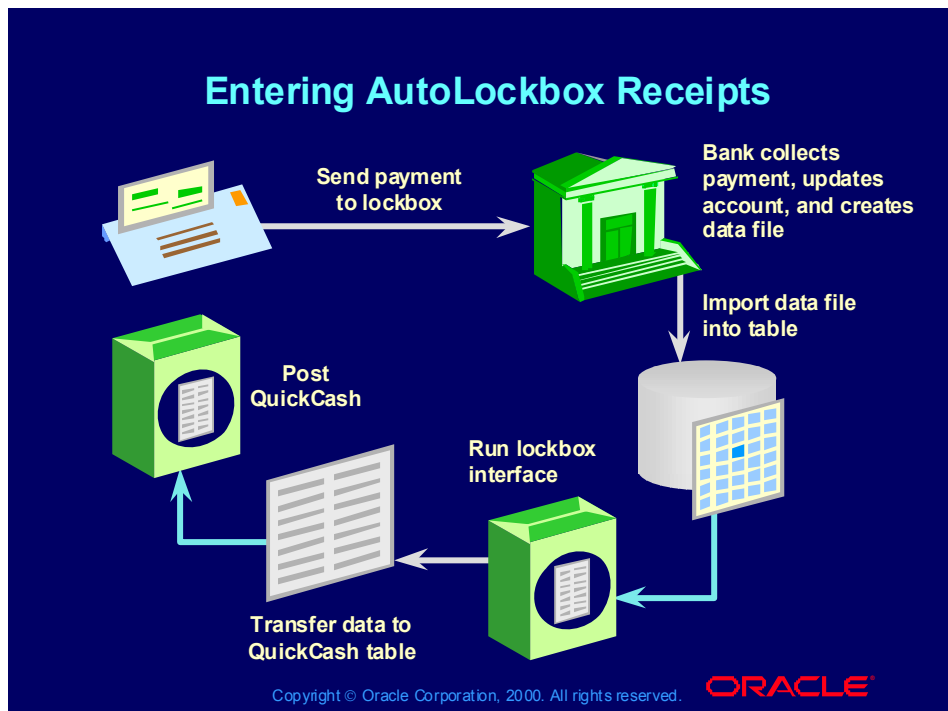 Entering AutoLockbox Receipts
Send payment
to lockbox
Bank collects
payment, updates
account, and creates
data file
Import data file
into table
Run lockbox
interface
Transfer data to
QuickCash table
Post
QuickCash
Copyright © Oracle Corporation, 2000. All rights reserved.
ORACLE®